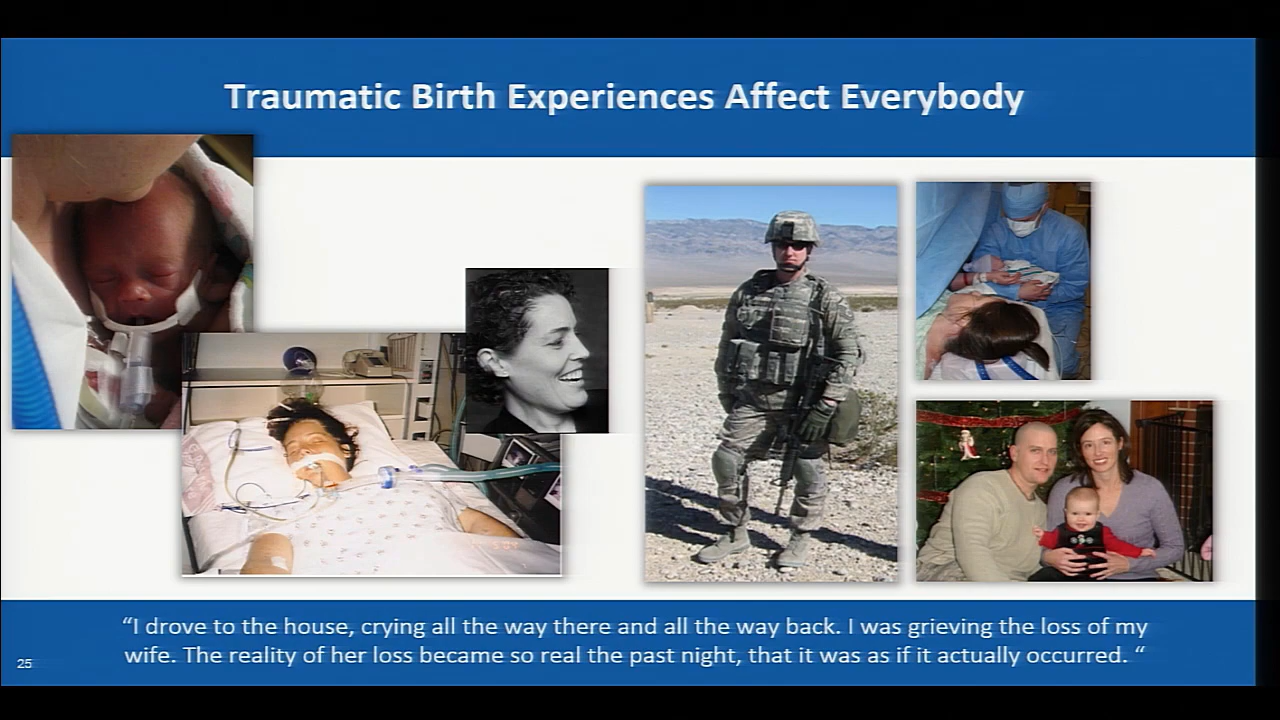 Traumatic Birth Experiences Affect Everybody
“I drove to the house, crying all the way there and all the way back. I was grieving the loss of my
wife. The reality of her loss became so real the past night, that it was as if it actually occurred. “
25